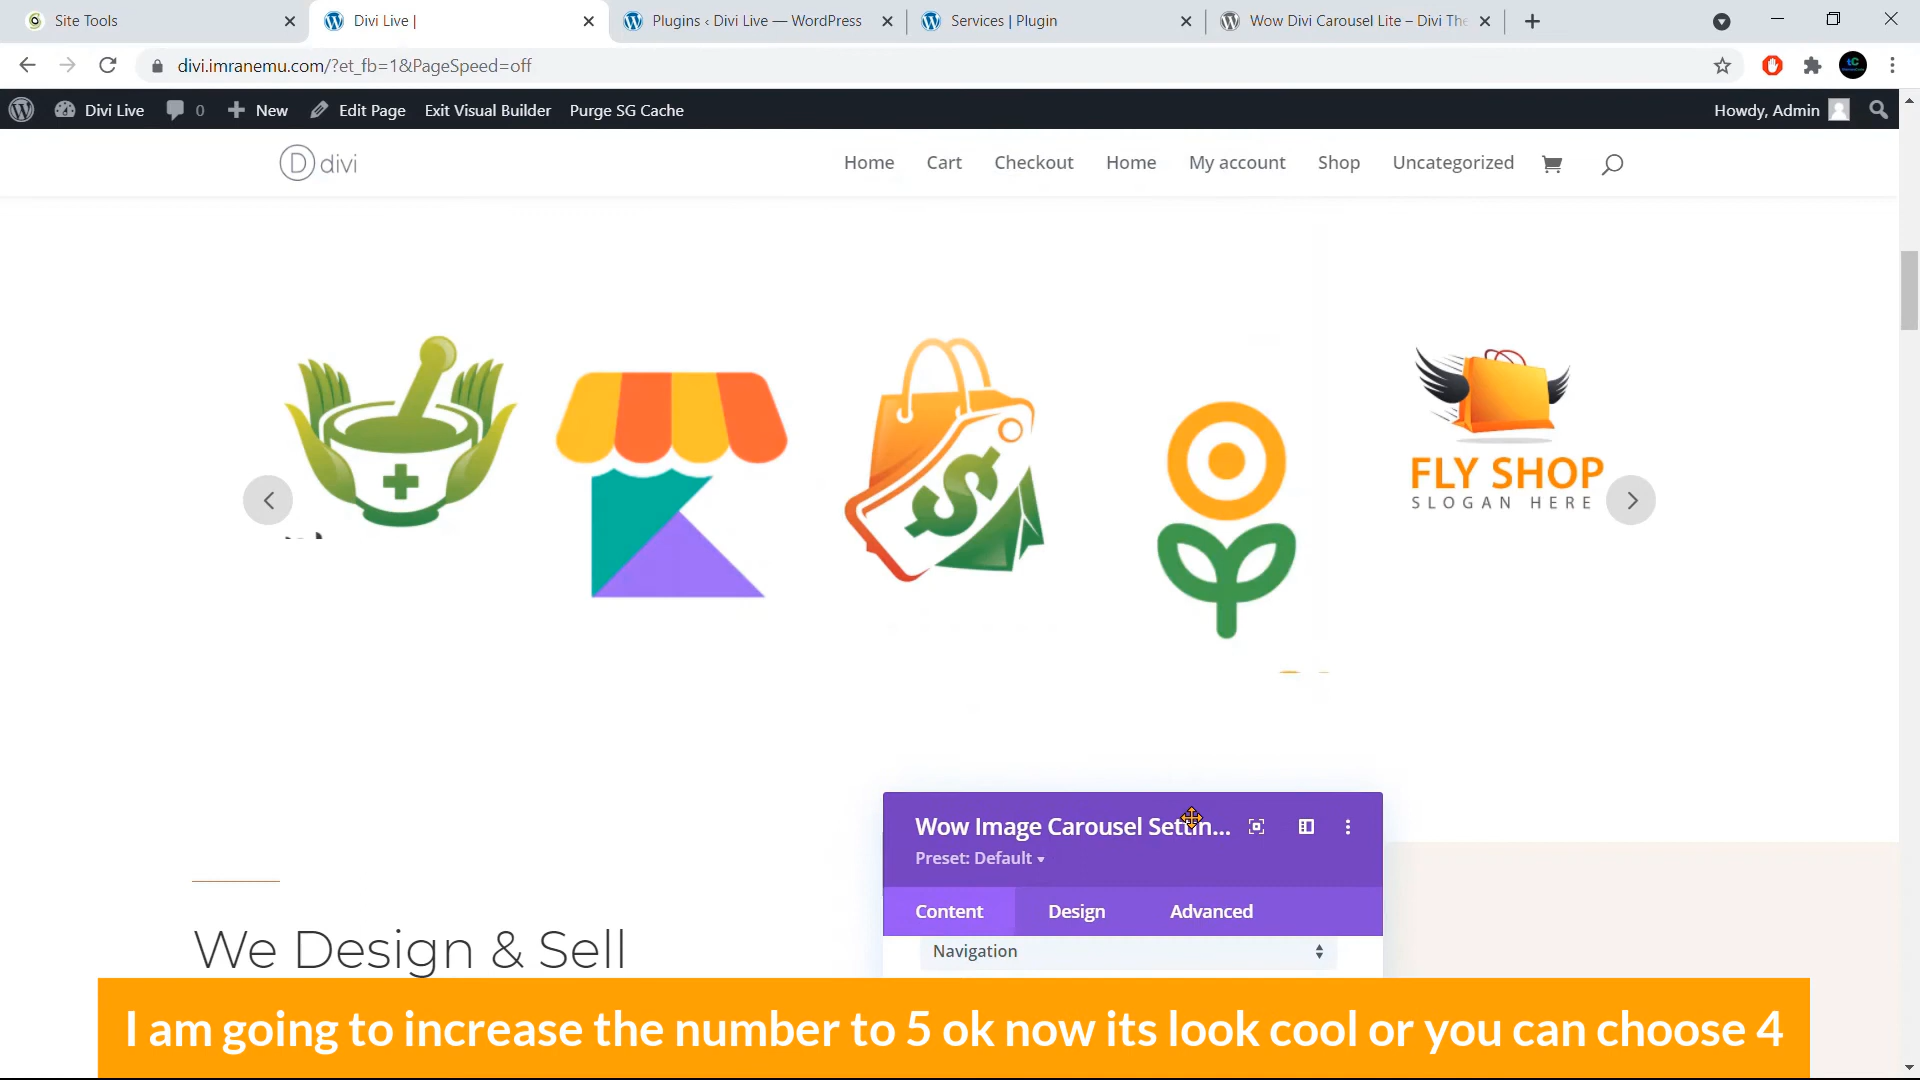 Site Tools
Divi Live |
Plugins ‹ Divi Live — WordPress
Services | Plugin
Wow Divi Carousel Lite – Divi The
divi.imranemu.com/?et_fb=1&PageSpeed=off
Divi Live
0
New
Edit Page
Exit Visual Builder
Purge SG Cache
Howdy, Admin
D divi
Home
Cart
Checkout
Home
My account
Shop
Uncategorized
$
FLY SHOP
SLOGAN HERE
Wow Image Carousel Settin...
Preset: Default
Content
Design
Advanced
Navigation
We Design & Sell
I am going to increase the number to 5 ok now its look cool or you can choose 4